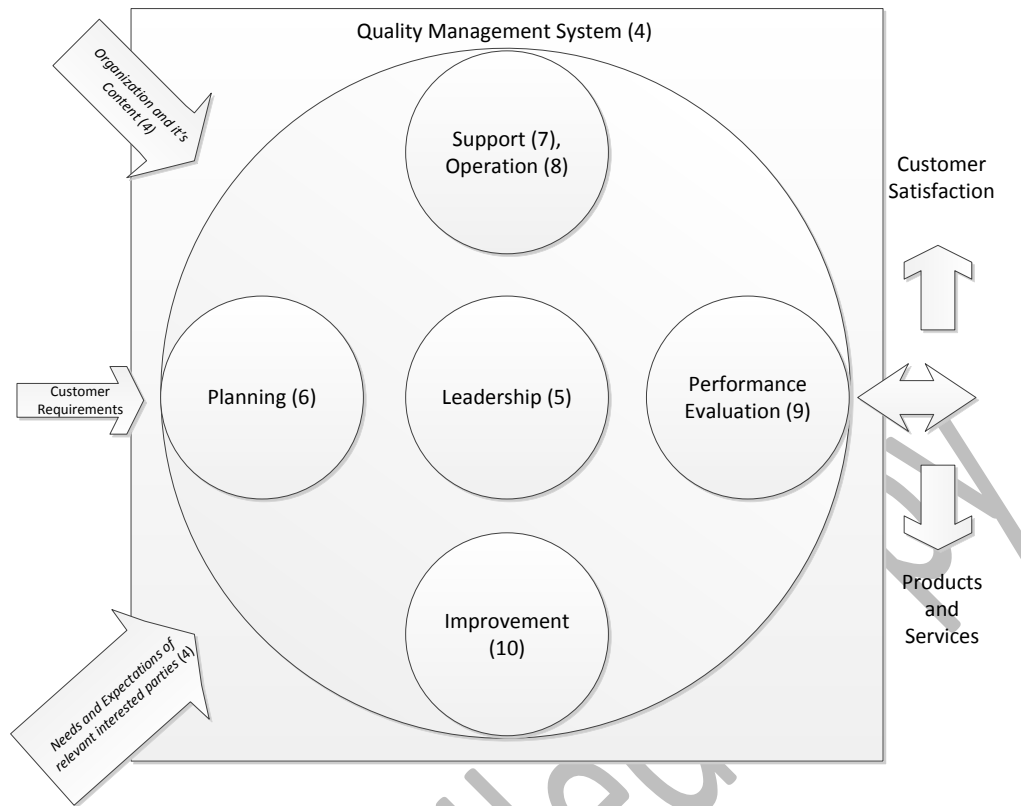 Quality Management System (4)
Organization and it's
Content (4)
Support (7),
Operation (8)
Customer
Satisfaction
Customer
Requirements
Planning (6)
Leadership (5)
Performance
Evaluation (9)
Improvement
(10)
Products
and
Services
Needs and Expectations of
relevant interested parties (4)